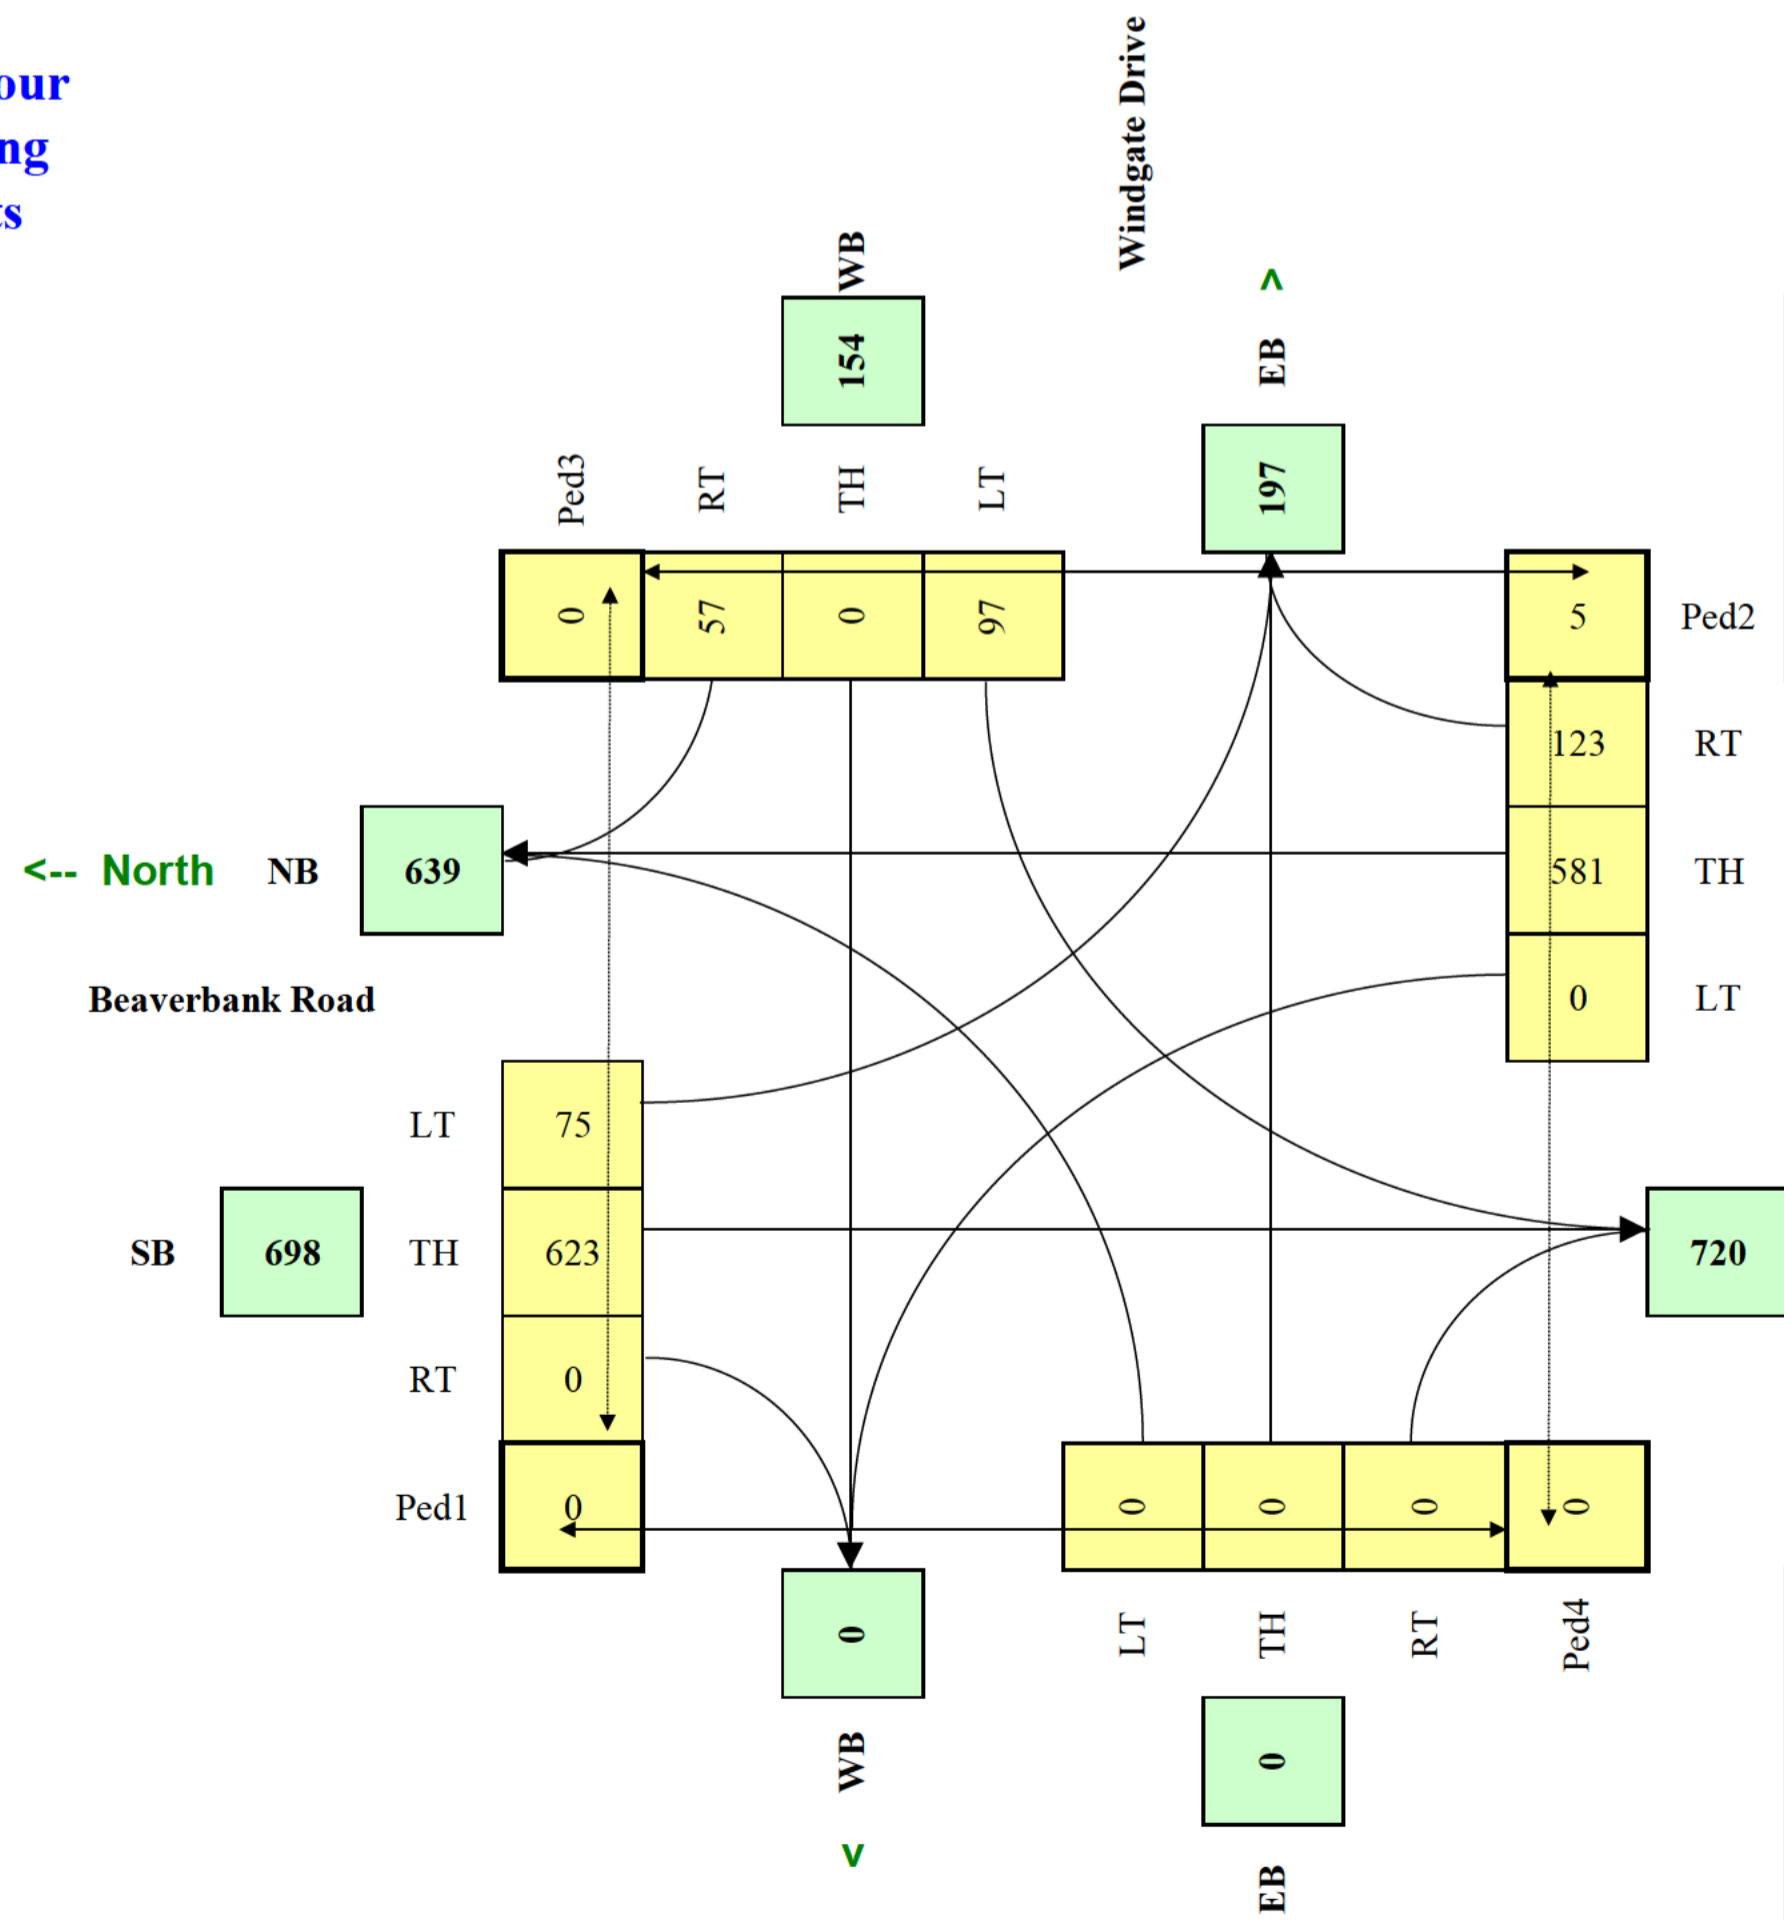 our
ng
ts
Windgate Drive
WB
154
EB
^
197
Ped3
RT
TH
LT
0
57
0
97
5
Ped2
123
RT
581
TH
0
LT
<-- North
NB
639
Beaverbank Road
LT
75
SB
698
TH
623
720
RT
0
Ped1
0
0
0
0
0
LT
TH
RT
Ped4
0
WB
v
0
EB